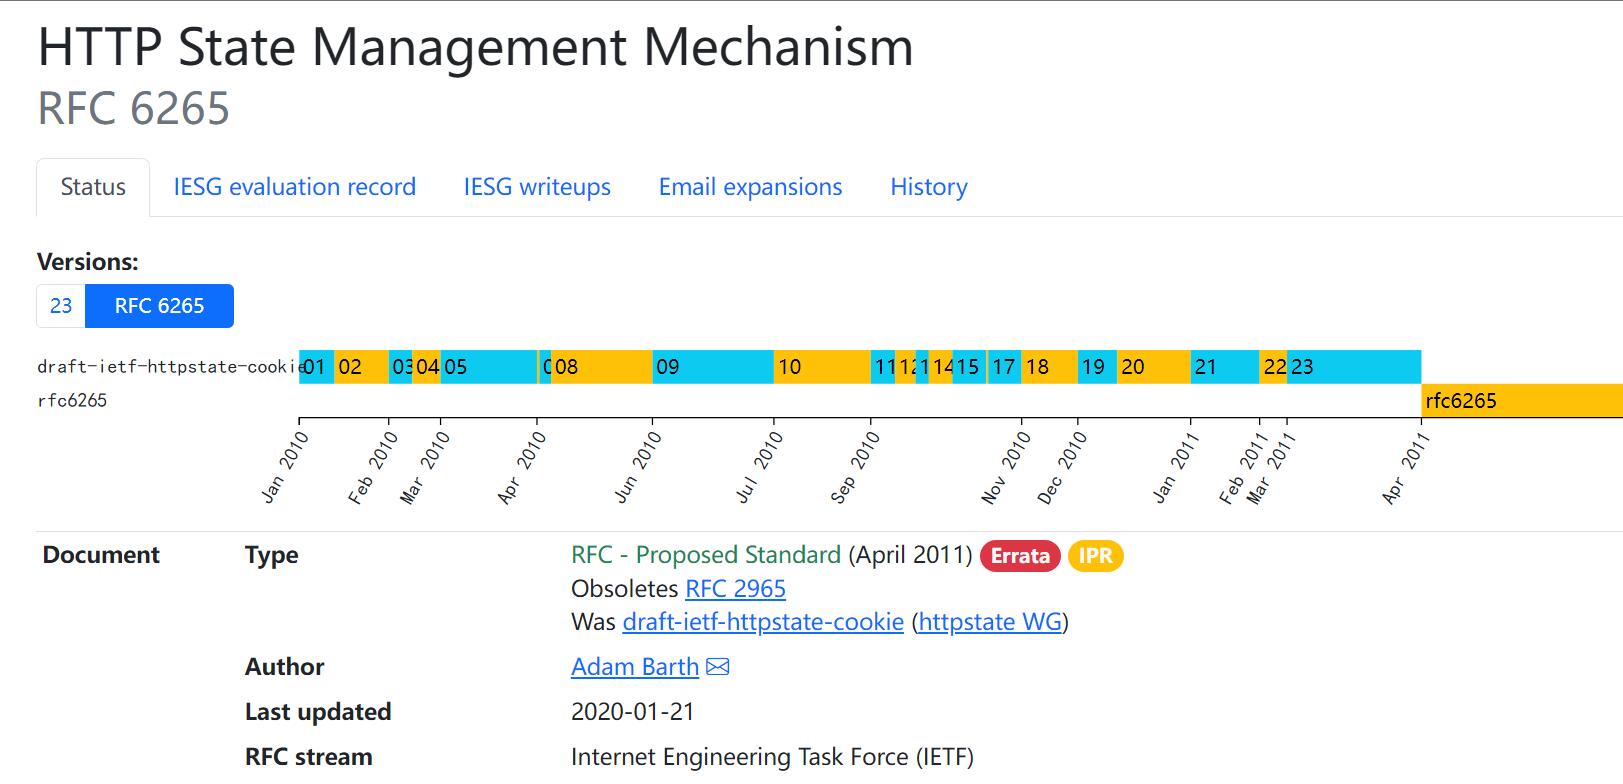 HTTP State Management Mechanism
RFC 6265
Status IESG evaluation record IESG writeups Email expansions History
Versions:
23 RFC 6265
draft-ietf-httpstate-cookie 01 02 03 04 05 08 09 10 11 12 1 14 15 17 18 19 20 21 22 23
rfc6265 rfc6265
Jan 2010 Feb 2010 Mar 2010 Apr 2010 Jun 2010 Jul 2010 Sep 2010 Nov 2010 Dec 2010 Jan 2011 Feb 2011 Mar 2011 Apr 2011
Document Type RFC - Proposed Standard (April 2011) Errata IPR
Obsoletes RFC 2965
Was draft-ietf-httpstate-cookie (httpstate WG)
Author Adam Barth
Last updated 2020-01-21
RFC stream Internet Engineering Task Force (IETF)